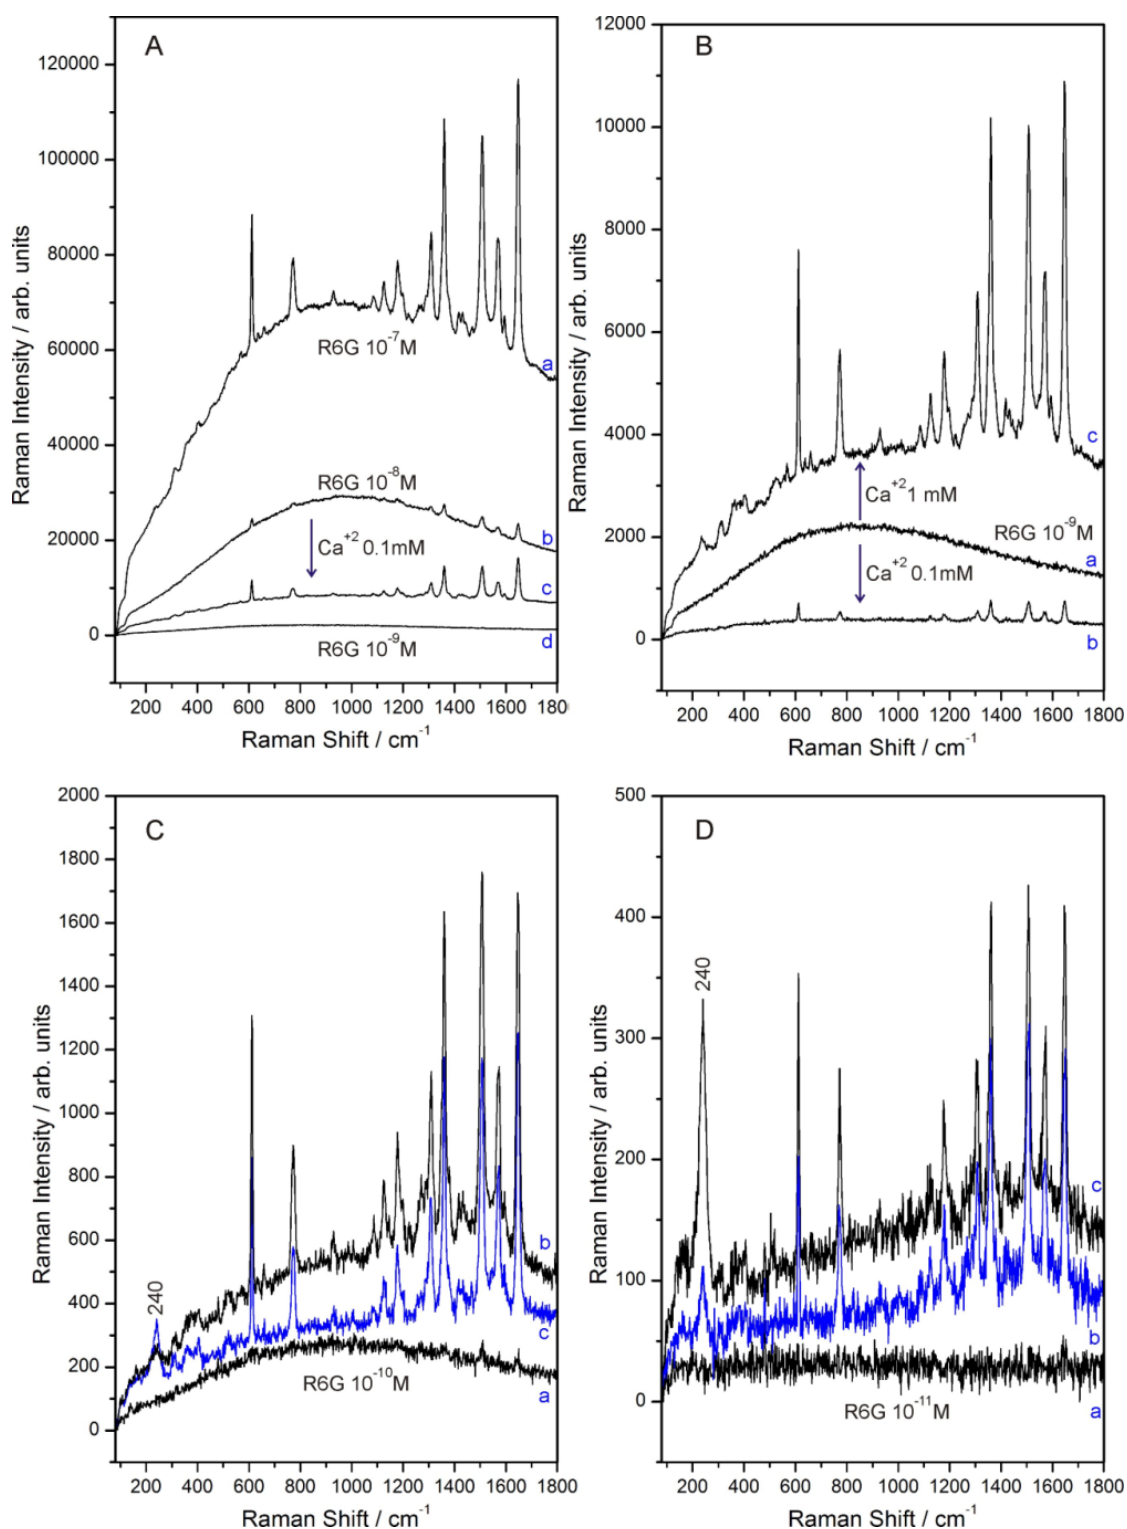 A
120000
100000
80000
60000
40000
20000
0
Raman Intensity / arb. units
R6G 10⁻⁷M
a
R6G 10⁻⁸M
b
Ca⁺² 0.1mM
c
d
R6G 10⁻⁹M
200 400 600 800 1000 1200 1400 1600 1800
Raman Shift / cm⁻¹
B
12000
10000
8000
6000
4000
2000
0
Raman Intensity / arb. units
c
Ca⁺² 1 mM
R6G 10⁻⁹M
a
Ca⁺² 0.1mM
b
200 400 600 800 1000 1200 1400 1600 1800
Raman Shift / cm⁻¹
C
2000
1800
1600
1400
1200
1000
800
600
400
200
0
Raman Intensity / arb. units
240
b
c
R6G 10⁻¹⁰M
a
200 400 600 800 1000 1200 1400 1600 1800
Raman Shift / cm⁻¹
D
500
400
300
200
100
0
Raman Intensity / arb. units
240
c
b
R6G 10⁻¹¹M
a
200 400 600 800 1000 1200 1400 1600 1800
Raman Shift / cm⁻¹